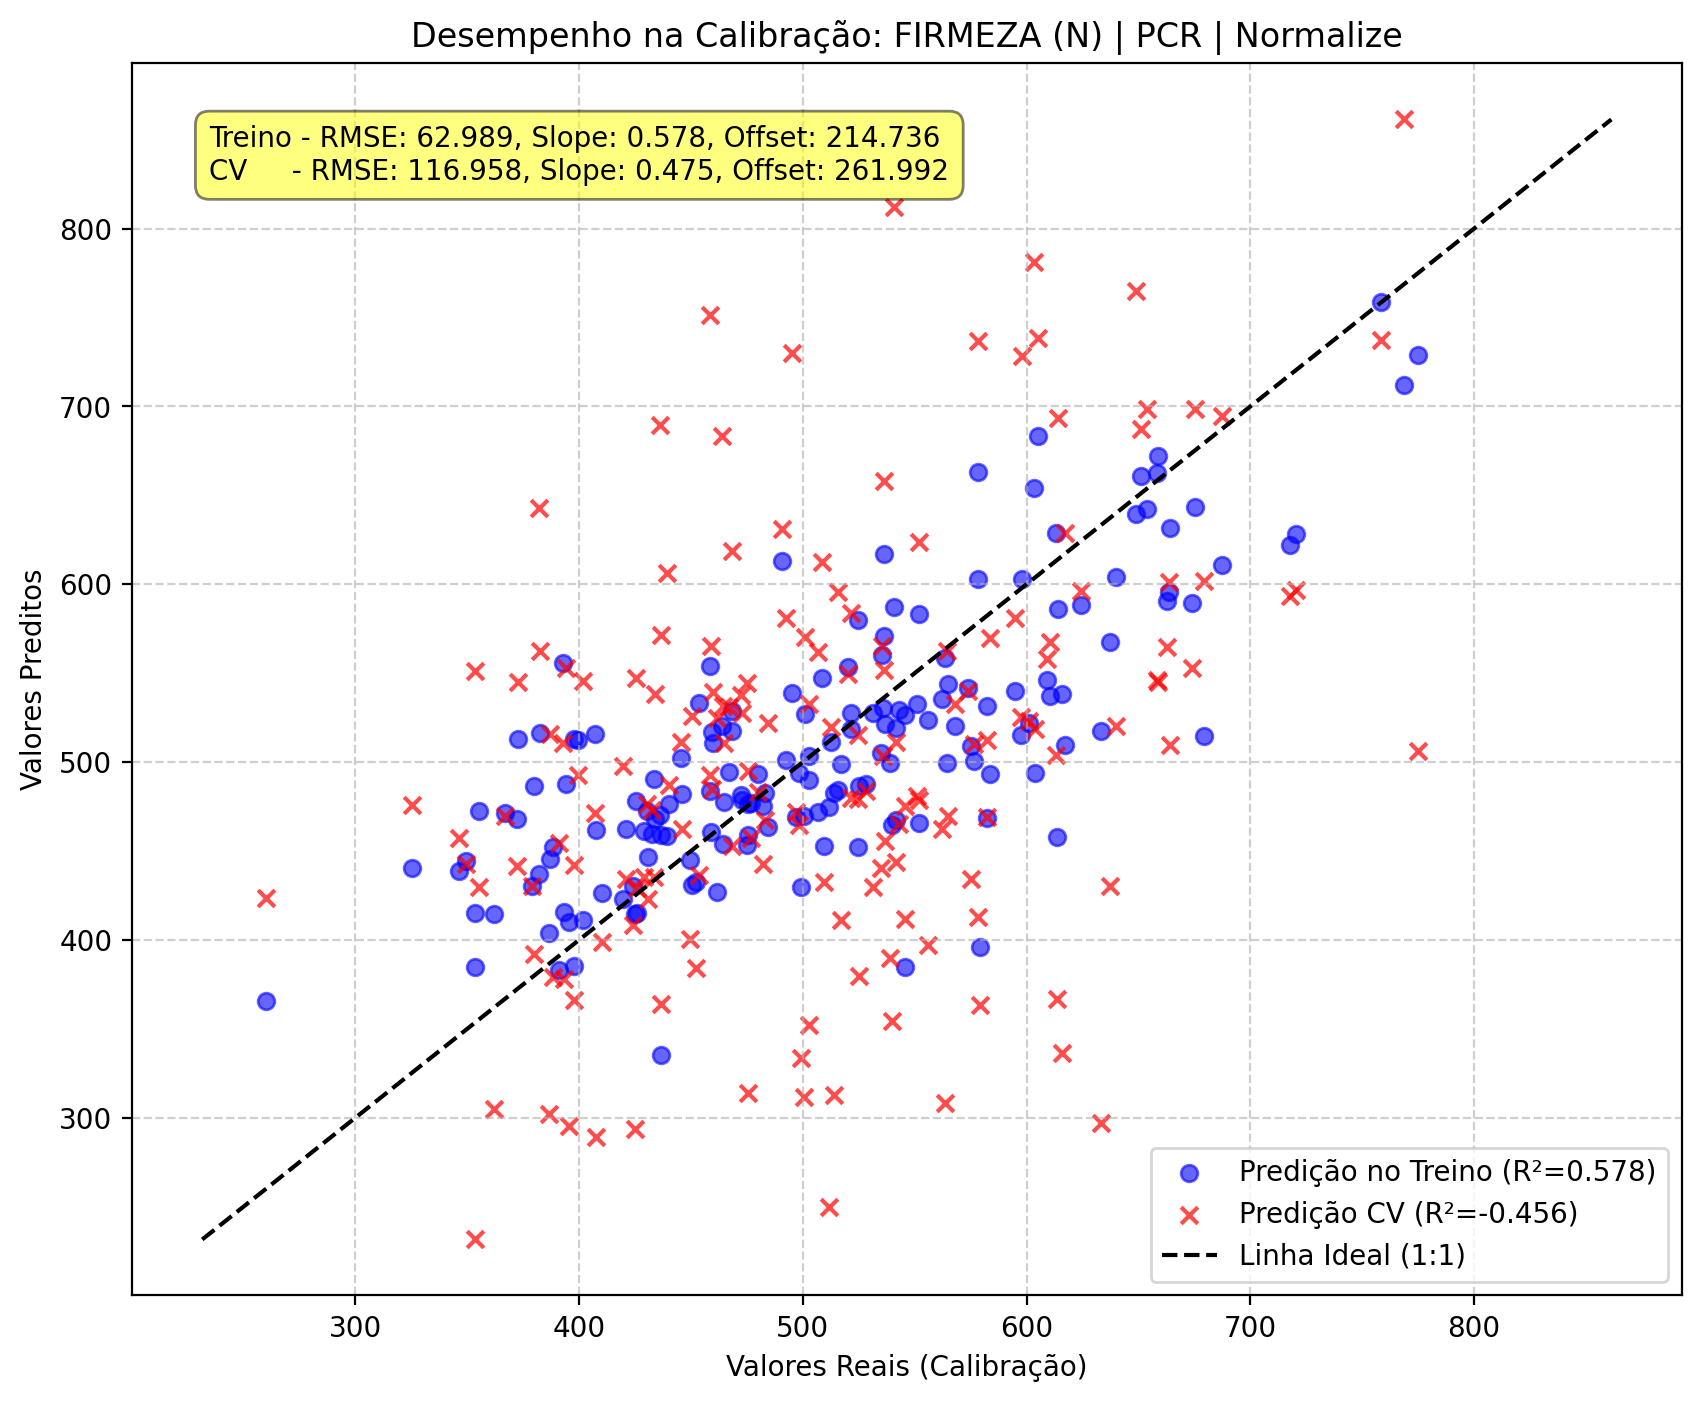 Desempenho na Calibração: FIRMEZA (N) | PCR | Normalize
Treino - RMSE: 62.989, Slope: 0.578, Offset: 214.736
CV - RMSE: 116.958, Slope: 0.475, Offset: 261.992
Valores Preditos
800
700
600
500
400
300
Predição no Treino (R²=0.578)
Predição CV (R²=-0.456)
Linha Ideal (1:1)
300 400 500 600 700 800
Valores Reais (Calibração)